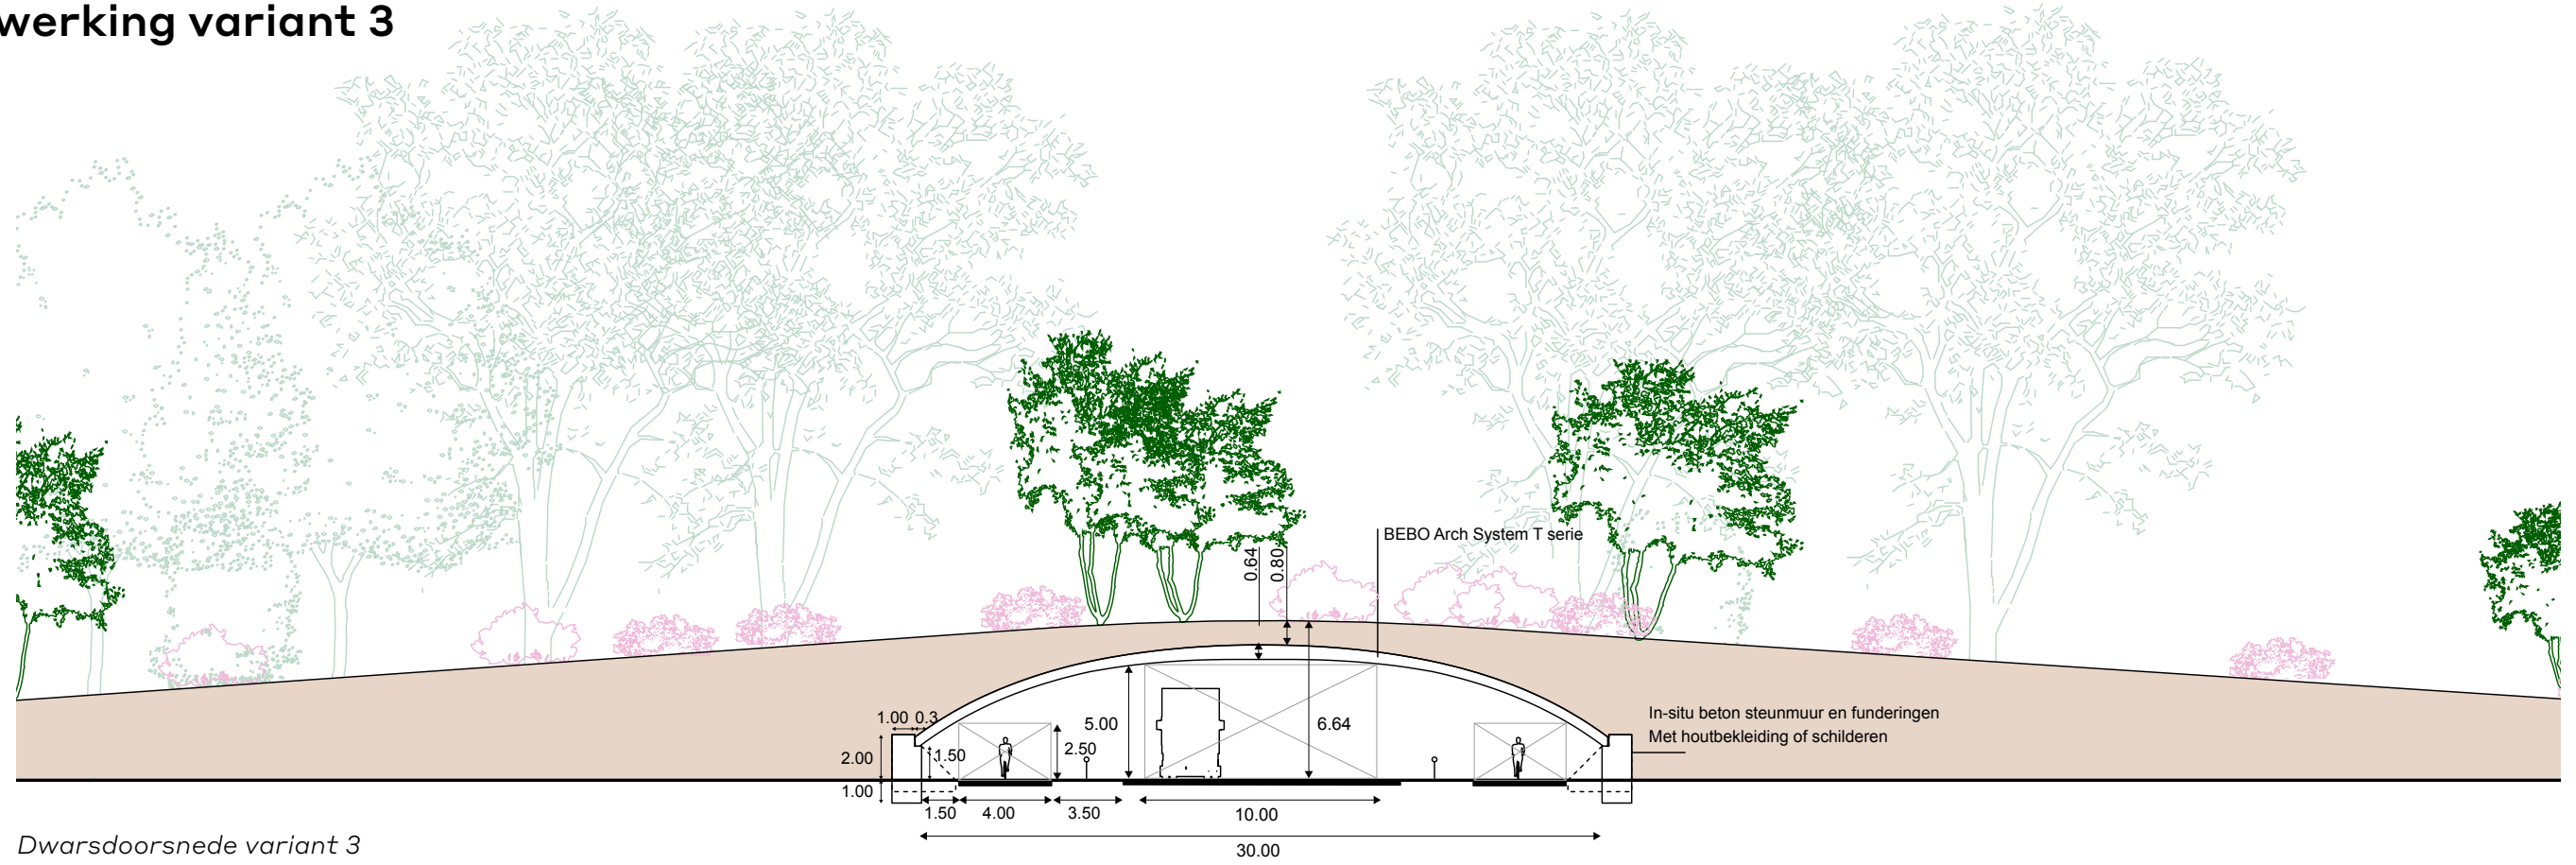 werking variant 3
BEBO Arch System T serie
0.64
0.80
1.00 0.3
5.00
6.64
In-situ beton steunmuur en funderingen
Met houtbekleiding of schilderen
2.00
1.50
2.50
1.00
1.50
4.00
3.50
10.00
30.00
Dwarsdoorsnede variant 3